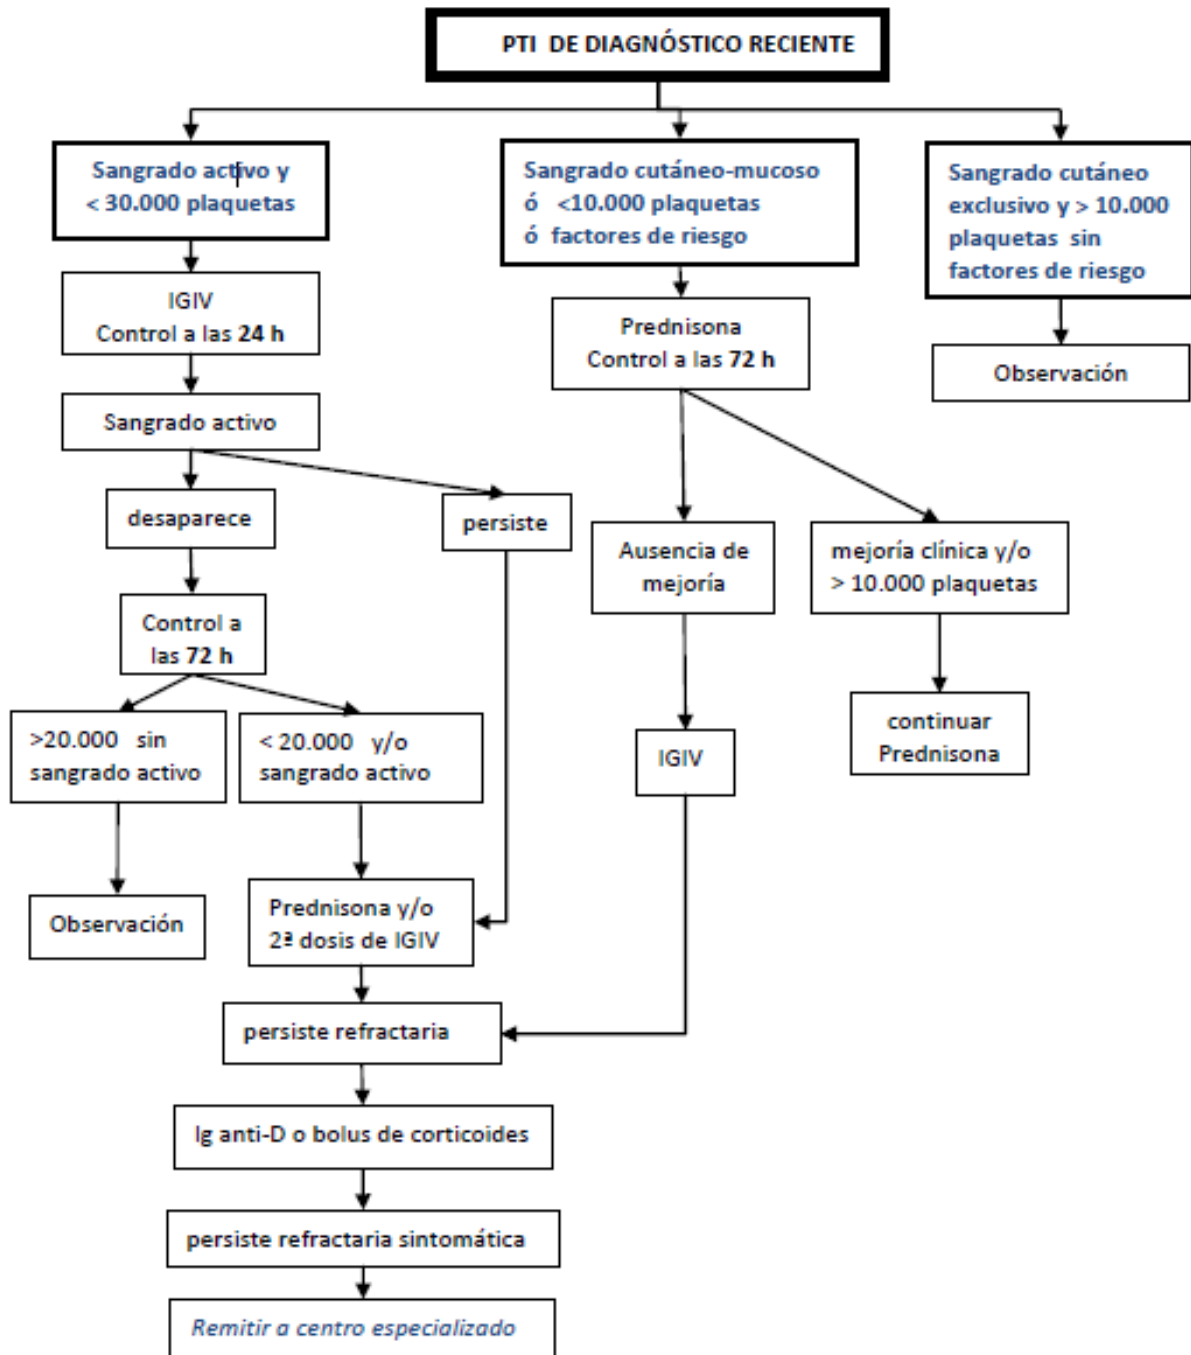 PTI DE DIAGNÓSTICO RECIENTE
Sangrado activo y
< 30.000 plaquetas
Sangrado cutáneo-mucoso
ó <10.000 plaquetas
ó factores de riesgo
Sangrado cutáneo
exclusivo y > 10.000
plaquetas sin
factores de riesgo
IGIV
Control a las 24 h
Prednisona
Control a las 72 h
Observación
Sangrado activo
desaparece
persiste
Ausencia de
mejoría
mejoría clínica y/o
> 10.000 plaquetas
Control a
las 72 h
>20.000 sin
sangrado activo
< 20.000 y/o
sangrado activo
IGIV
continuar
Prednisona
Observación
Prednisona y/o
2ª dosis de IGIV
persiste refractaria
Ig anti-D o bolus de corticoides
persiste refractaria sintomática
Remitir a centro especializado